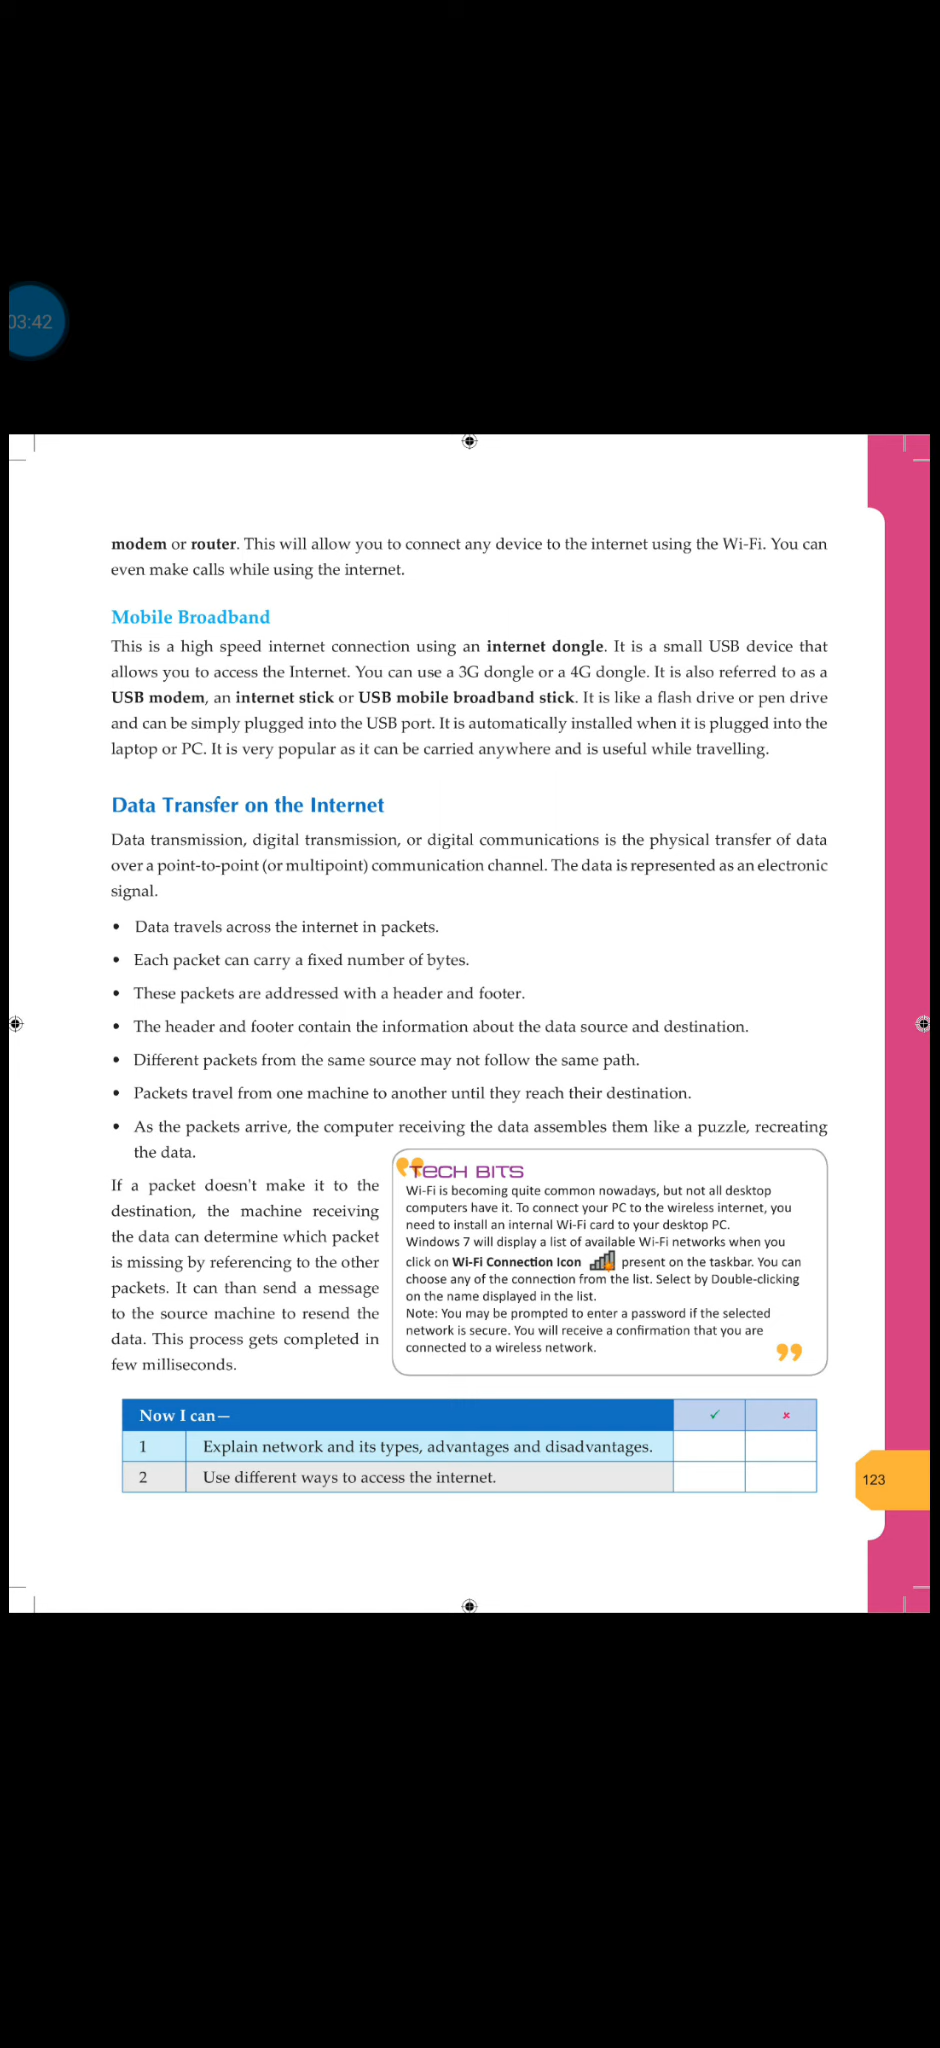 03:42
modem or router. This will allow you to connect any device to the internet using the Wi-Fi. You can
even make calls while using the internet.
Mobile Broadband
This is a high speed internet connection using an internet dongle. It is a small USB device that
allows you to access the Internet. You can use a 3G dongle or a 4G dongle. It is also referred to as a
USB modem, an internet stick or USB mobile broadband stick. It is like a flash drive or pen drive
and can be simply plugged into the USB port. It is automatically installed when it is plugged into the
laptop or PC. It is very popular as it can be carried anywhere and is useful while travelling.
Data Transfer on the Internet
Data transmission, digital transmission, or digital communications is the physical transfer of data
over a point-to-point (or multipoint) communication channel. The data is represented as an electronic
signal.
• Data travels across the internet in packets.
• Each packet can carry a fixed number of bytes.
• These packets are addressed with a header and footer.
• The header and footer contain the information about the data source and destination.
• Different packets from the same source may not follow the same path.
• Packets travel from one machine to another until they reach their destination.
• As the packets arrive, the computer receiving the data assembles them like a puzzle, recreating
the data.
If a packet doesn't make it to the
destination, the machine receiving
the data can determine which packet
is missing by referencing to the other
packets. It can than send a message
to the source machine to resend the
data. This process gets completed in
few milliseconds.
TECH BITS
Wi-Fi is becoming quite common nowadays, but not all desktop
computers have it. To connect your PC to the wireless internet, you
need to install an internal Wi-Fi card to your desktop PC.
Windows 7 will display a list of available Wi-Fi networks when you
click on Wi-Fi Connection Icon present on the taskbar. You can
choose any of the connection from the list. Select by Double-clicking
on the name displayed in the list.
Note: You may be prompted to enter a password if the selected
network is secure. You will receive a confirmation that you are
connected to a wireless network.
Now I can— ✓ ✗
1 Explain network and its types, advantages and disadvantages.
2 Use different ways to access the internet.
123